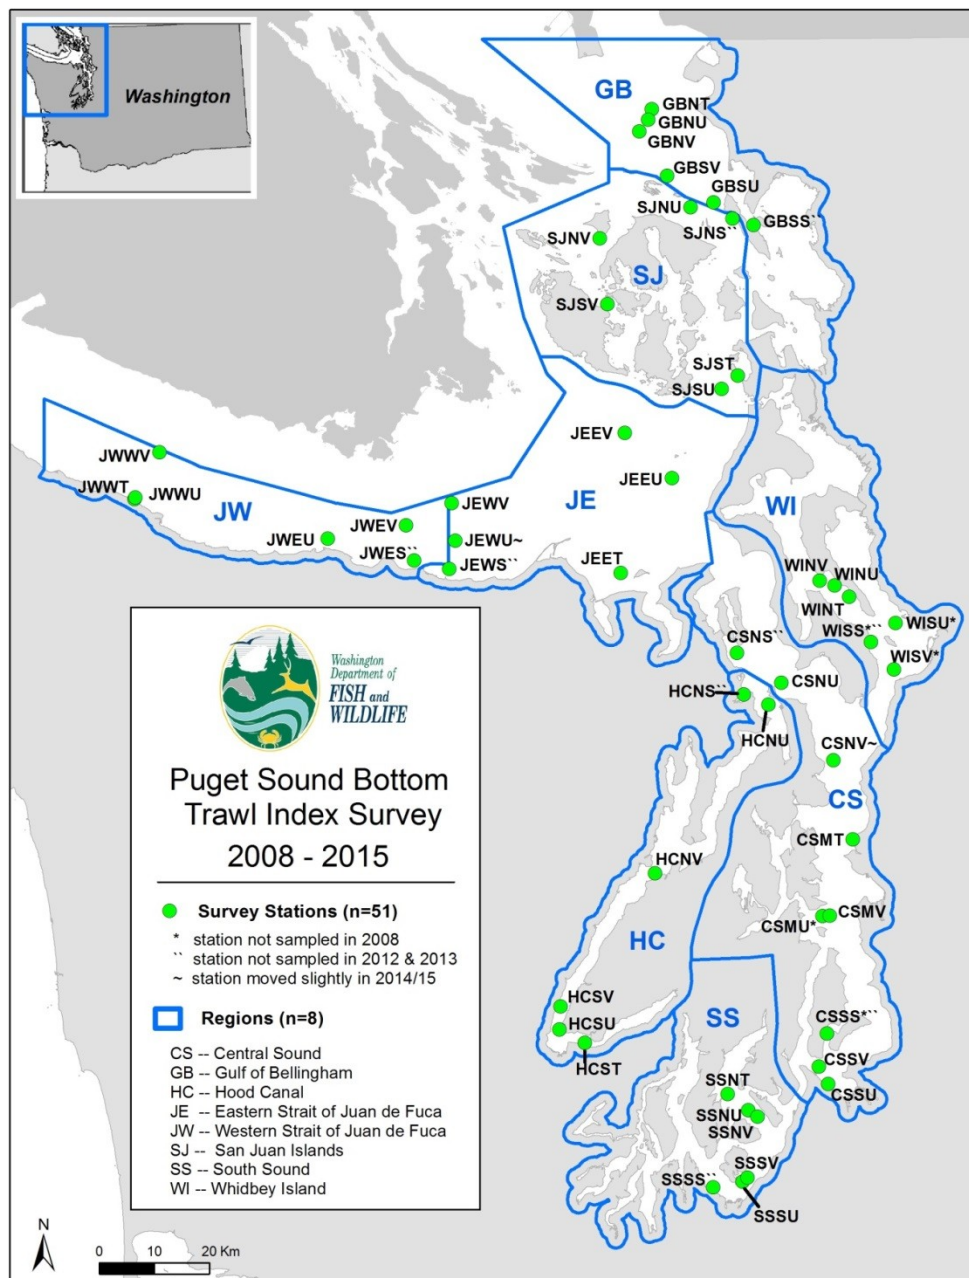 Washington
GB
GBNT
GBNU
GBNV
GBSV
GBSU
SJNU
SJNS``
GBSS``
SJNV
SJ
SJSV
SJST
SJSU
JEEV
JWWV
JEEU
JWWT
JWWU
JEWV
JE
WI
JW
JWEV
JEWU~
JWEU
JWES``
JEWS``
JEET
WINV
WINU
WINT
WISU*
WISS*``
CSNS``
WISV*
CSNU
HCNS``
HCNU
CSNV~
CS
CSMT
HCNV
CSMV
CSMU*
HC
HCSV
SS
CSSS*``
HCSU
HCST
CSSV
CSSU
SSNT
SSNU
SSNV
SSSV
SSSS``
SSSU
Washington
Department of
FISH and
WILDLIFE
Puget Sound Bottom
Trawl Index Survey
2008 - 2015
Survey Stations (n=51)
* station not sampled in 2008
`` station not sampled in 2012 & 2013
~ station moved slightly in 2014/15
Regions (n=8)
CS -- Central Sound
GB -- Gulf of Bellingham
HC -- Hood Canal
JE -- Eastern Strait of Juan de Fuca
JW -- Western Strait of Juan de Fuca
SJ -- San Juan Islands
SS -- South Sound
WI -- Whidbey Island
N
0 10 20 Km